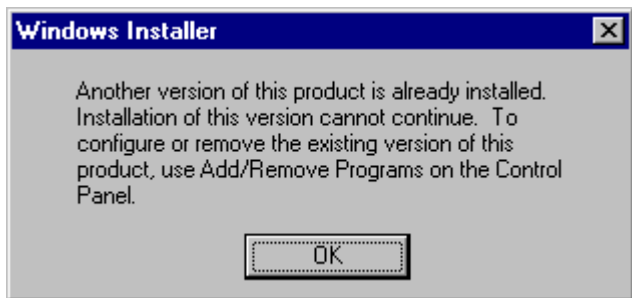 Windows Installer
Another version of this product is already installed.
Installation of this version cannot continue.  To
configure or remove the existing version of this
product, use Add/Remove Programs on the Control
Panel.
OK